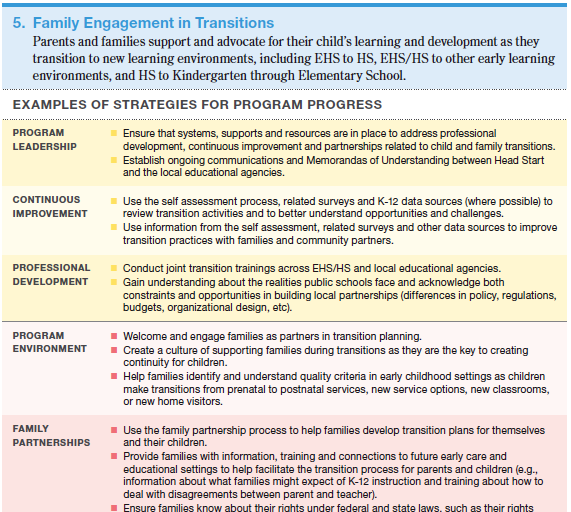 5. Family Engagement in Transitions
Parents and families support and advocate for their child's learning and development as they
transition to new learning environments, including EHS to HS, EHS/HS to other early learning
environments, and HS to Kindergarten through Elementary School.
EXAMPLES OF STRATEGIES FOR PROGRAM PROGRESS
PROGRAM
LEADERSHIP
Ensure that systems, supports and resources are in place to address professional
development, continuous improvement and partnerships related to child and family transitions.
Establish ongoing communications and Memorandas of Understanding between Head Start
and the local educational agencies.
CONTINUOUS
IMPROVEMENT
Use the self assessment process, related surveys and K-12 data sources (where possible) to
review transition activities and to better understand opportunities and challenges.
Use information from the self assessment, related surveys and other data sources to improve
transition practices with families and community partners.
PROFESSIONAL
DEVELOPMENT
Conduct joint transition trainings across EHS/HS and local educational agencies.
Gain understanding about the realities public schools face and acknowledge both
constraints and opportunities in building local partnerships (differences in policy, regulations,
budgets, organizational design, etc).
PROGRAM
ENVIRONMENT
Welcome and engage families as partners in transition planning.
Create a culture of supporting families during transitions as they are the key to creating
continuity for children.
Help families identify and understand quality criteria in early childhood settings as children
make transitions from prenatal to postnatal services, new service options, new classrooms,
or new home visitors.
FAMILY
PARTNERSHIPS
Use the family partnership process to help families develop transition plans for themselves
and their children.
Provide families with information, training and connections to future early care and
educational settings to help facilitate the transition process for parents and children (e.g.,
information about what families might expect of K-12 instruction and training about how to
deal with disagreements between parent and teacher).
Ensure families know about their rights under federal and state laws, such as their rights